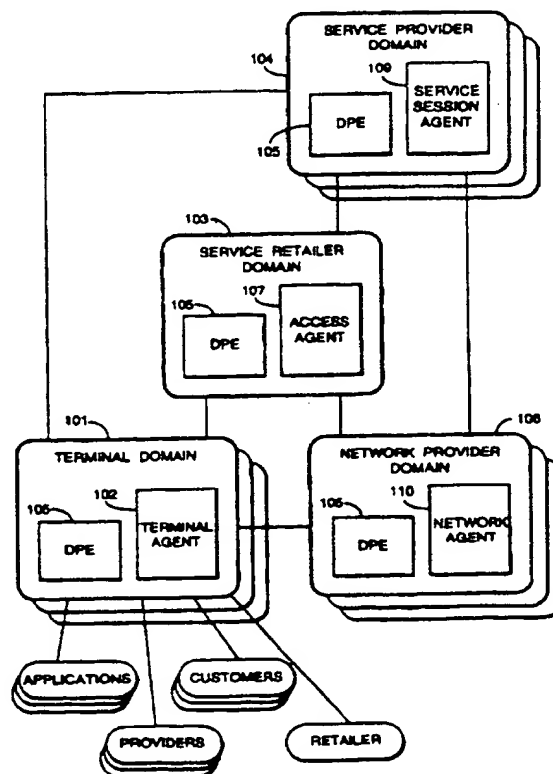 SERVICE PROVIDER
DOMAIN
104
109
SERVICE
SESSION
AGENT
DPE
105
103
SERVICE RETAILER
DOMAIN
107
105
ACCESS
AGENT
DPE
101
TERMINAL DOMAIN
102
105
TERMINAL
AGENT
DPE
108
NETWORK PROVIDER
DOMAIN
110
105
NETWORK
AGENT
DPE
APPLICATIONS
CUSTOMERS
PROVIDERS
RETAILER